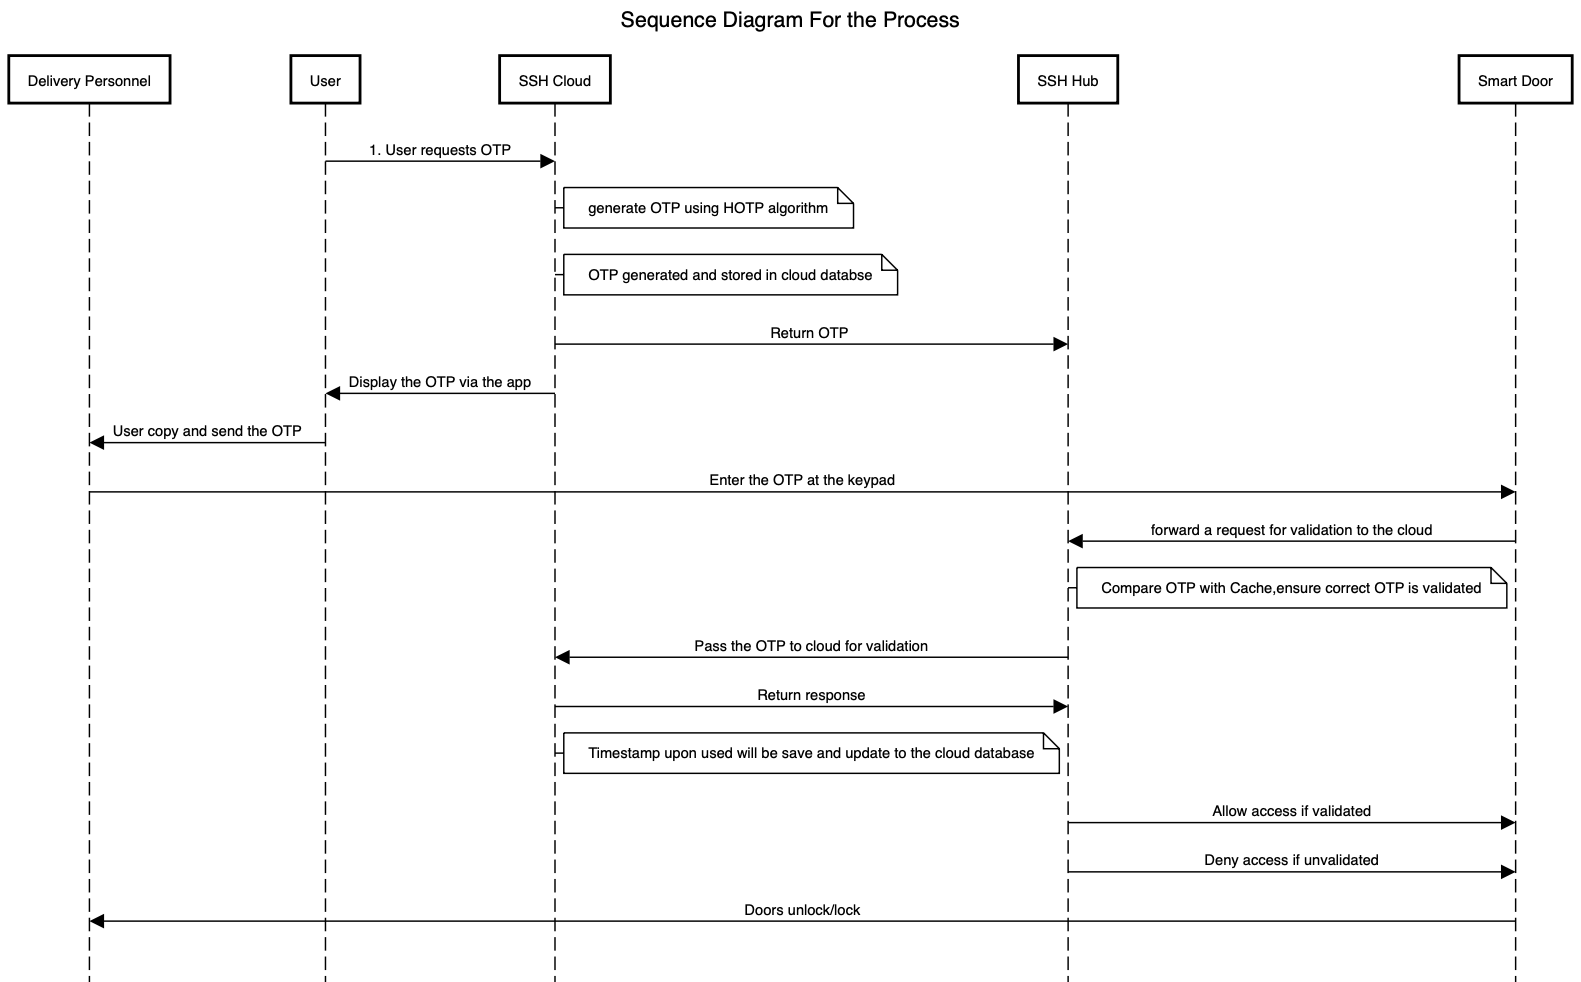 Sequence Diagram For the Process
Delivery Personnel
User
SSH Cloud
SSH Hub
Smart Door
1. User requests OTP
generate OTP using HOTP algorithm
OTP generated and stored in cloud databse
Return OTP
Display the OTP via the app
User copy and send the OTP
Enter the OTP at the keypad
forward a request for validation to the cloud
Compare OTP with Cache,ensure correct OTP is validated
Pass the OTP to cloud for validation
Return response
Timestamp upon used will be save and update to the cloud database
Allow access if validated
Deny access if unvalidated
Doors unlock/lock